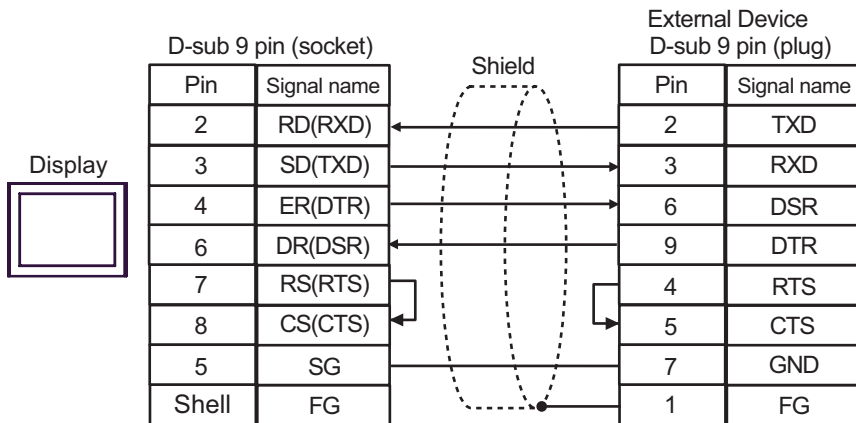 External Device
D-sub 9 pin (socket) D-sub 9 pin (plug)
Shield
Pin Signal name Pin Signal name
2 RD(RXD) 2 TXD
Display
3 SD(TXD) 3 RXD
4 ER(DTR) 6 DSR
6 DR(DSR) 9 DTR
7 RS(RTS) 4 RTS
8 CS(CTS) 5 CTS
5 SG 7 GND
Shell FG 1 FG